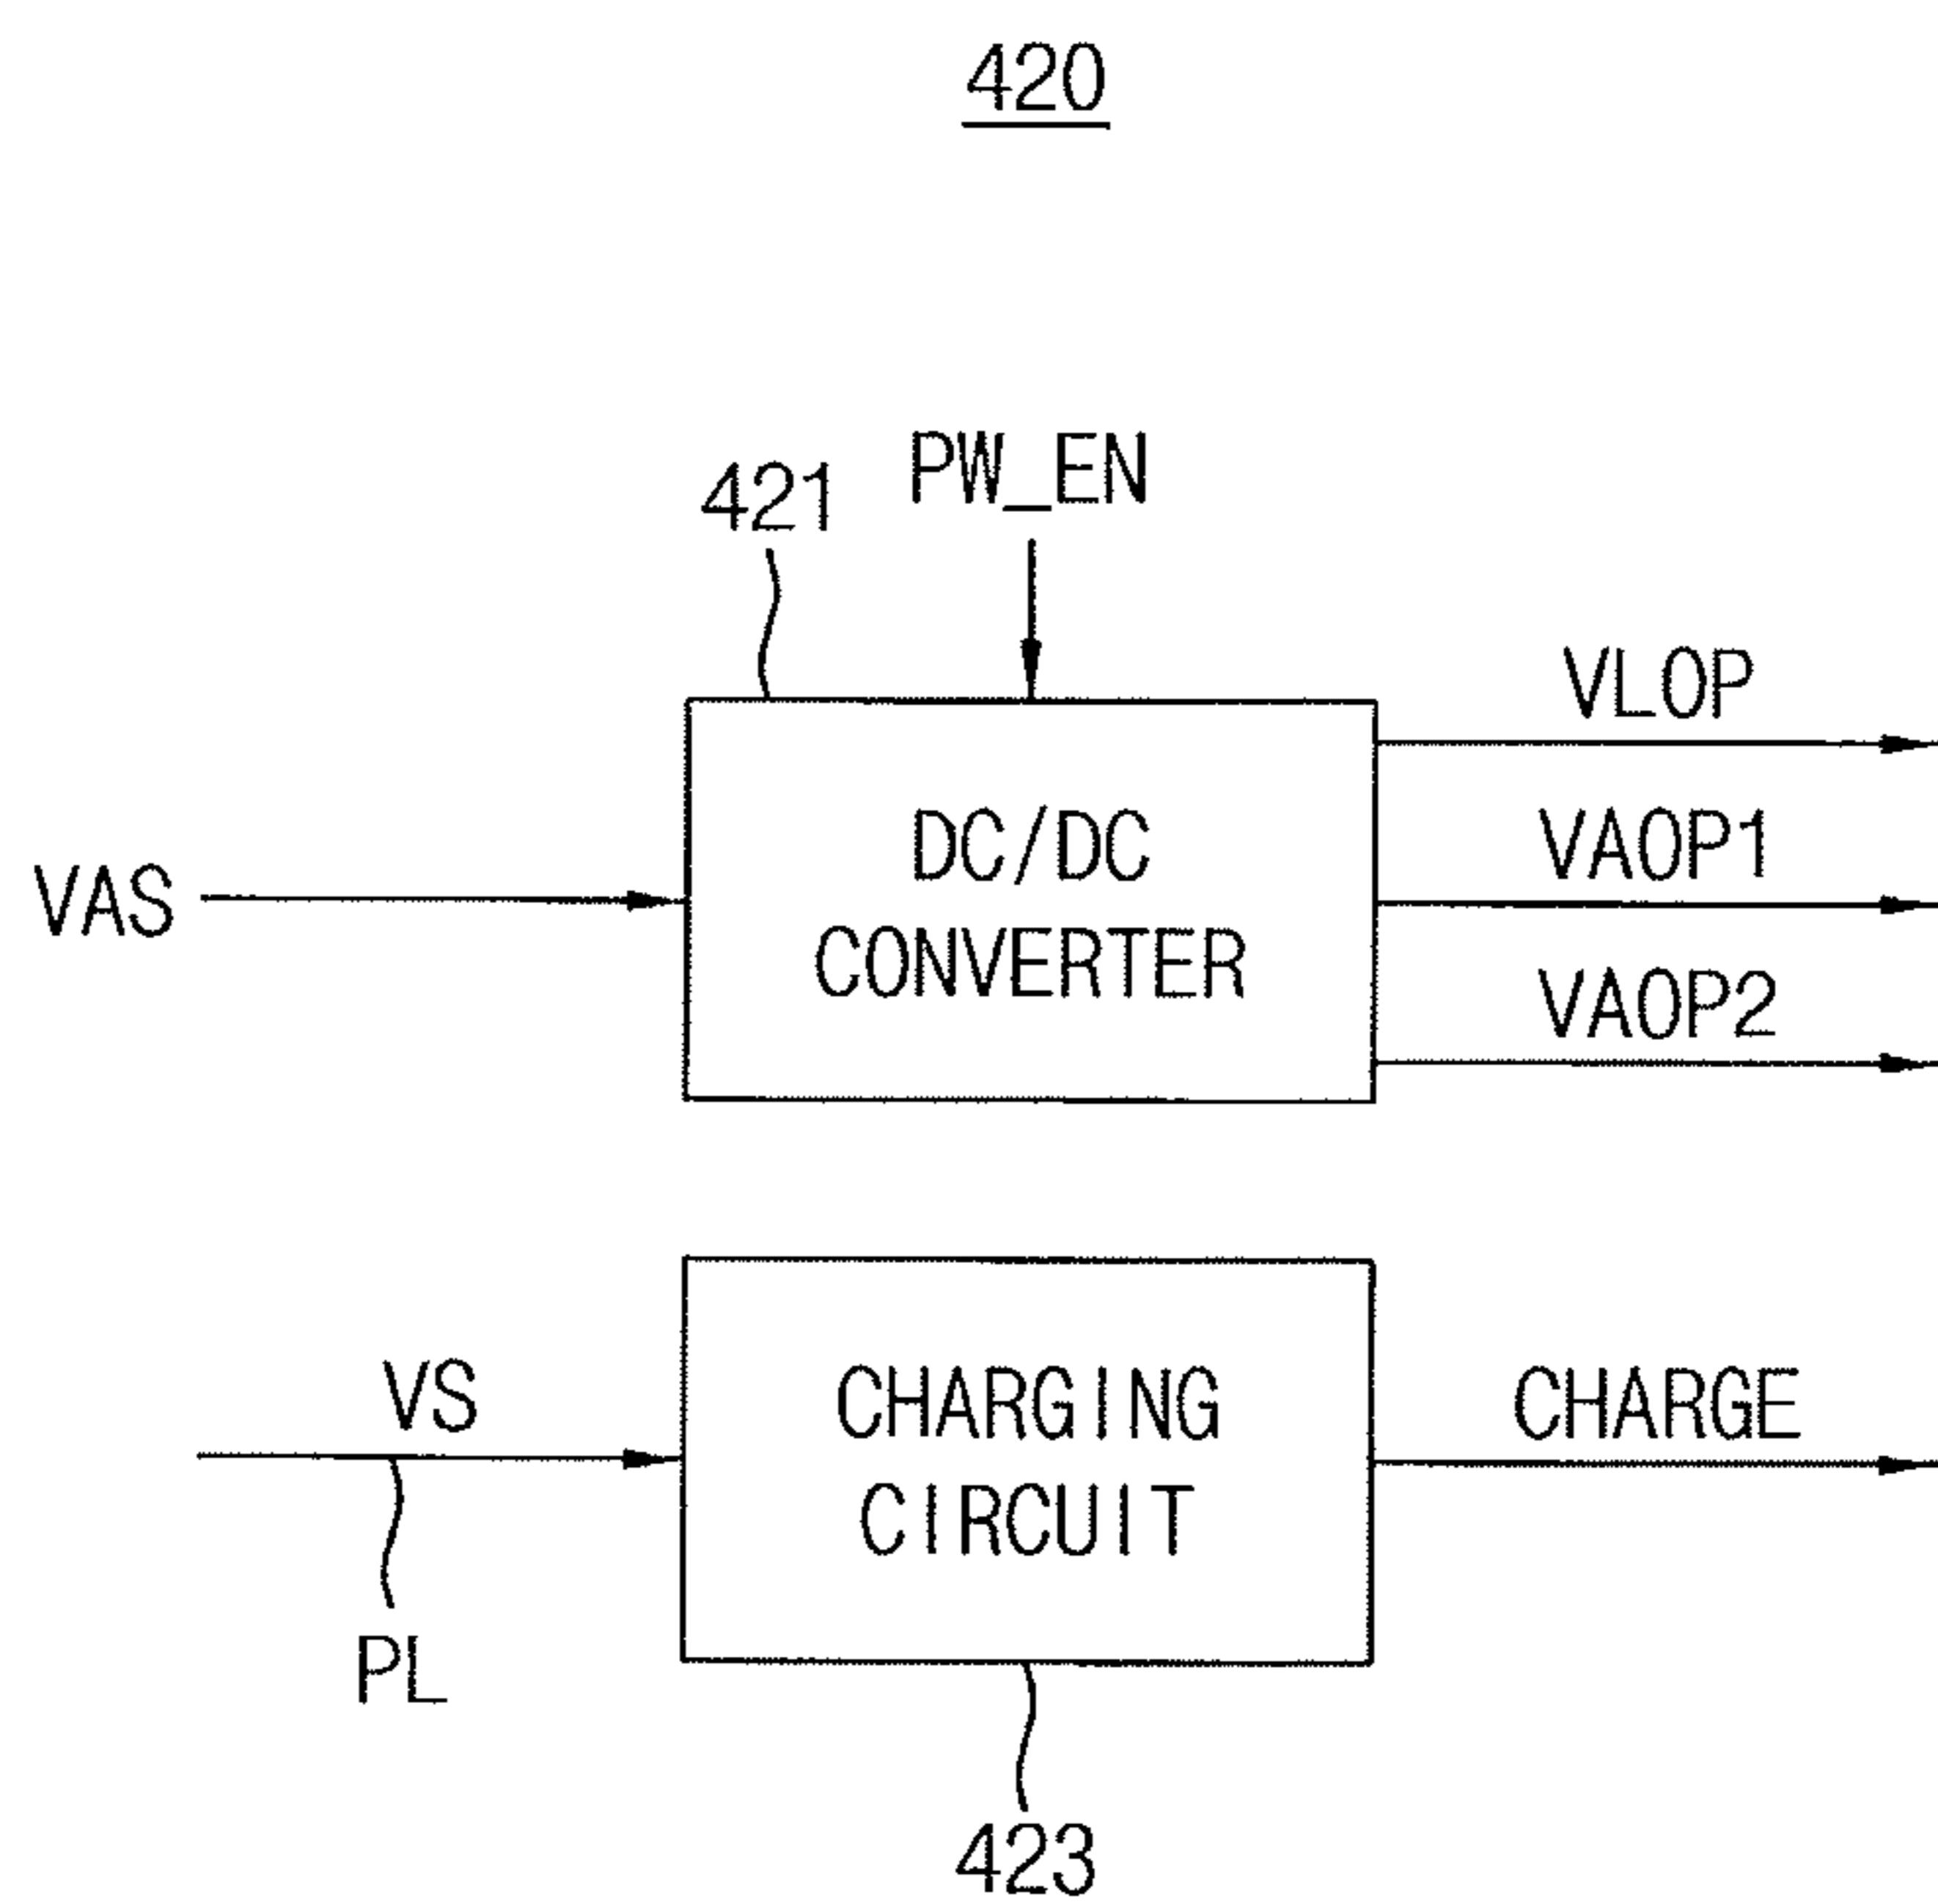 420
PW_EN
421
VLOP
DC/DC
VAOP1
VAS
CONVERTER
VAOP2
VS
CHARGING
CHARGE
CIRCUIT
PL
423